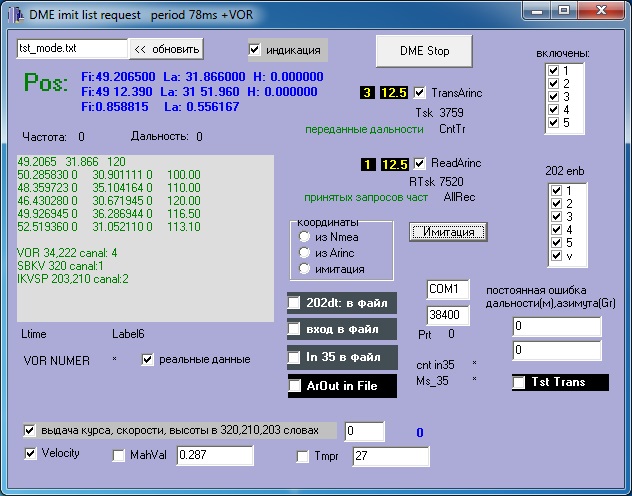 DME imit list request period 78ms +VOR
tst_mode.txt << обновить индикация DME Stop включены:
Pos: Fi:49.206500 La: 31.866000 H: 0.000000
Fi:49 12.390 La: 31 51.960 H: 0.000000
Fi:0.858815 La: 0.556167
3 12.5 TransArinc
Tsk 3759
переданные дальности CntTr
1
2
3
4
5
Частота: 0 Дальность: 0
1 12.5 ReadArinc
RTsk 7520
принятых запросов част AllRec
202 enb
1
2
3
4
5
v
49.2065 31.866 120
50.285830 0 30.901111 0 100.00
48.359723 0 35.104164 0 110.00
46.430280 0 30.671945 0 120.00
49.926945 0 36.286944 0 116.50
52.519360 0 31.052110 0 113.10
VOR 34,222 canal: 4
SBKV 320 canal:1
IKVSP 203,210 canal:2
координаты
из Nmea
из Arinc
имитация
Имитация
202dt: в файл
вход в файл
In 35 в файл
ArOut in File
COM1
38400
Prt 0
cnt in35 *
Ms_35 *
постоянная ошибка
дальности(м),азимута(Gr)
0
0
Tst Trans
Ltime Label6
VOR NUMER * реальные данные
выдача курса, скорости, высоты в 320,210,203 словах 0 0
Velocity MahVal 0.287 Tmpr 27